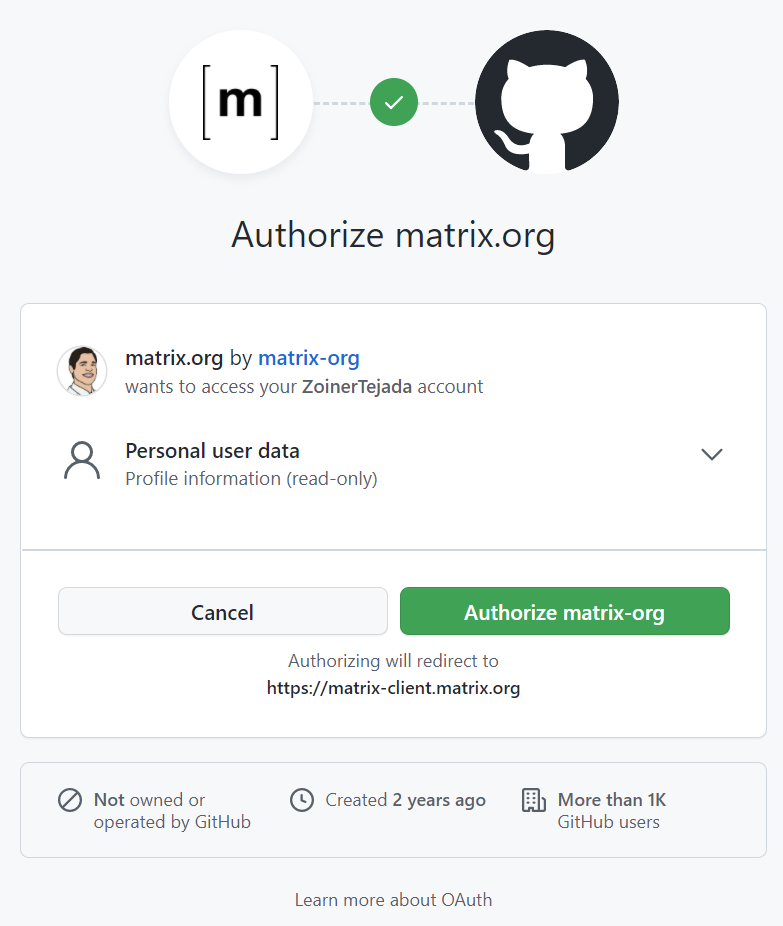 [m]
Authorize matrix.org
matrix.org by matrix-org
wants to access your ZoinerTejada account
Personal user data
Profile information (read-only)
Cancel
Authorize matrix-org
Authorizing will redirect to
https://matrix-client.matrix.org
Not owned or
operated by GitHub
Created 2 years ago
More than 1K
GitHub users
Learn more about OAuth